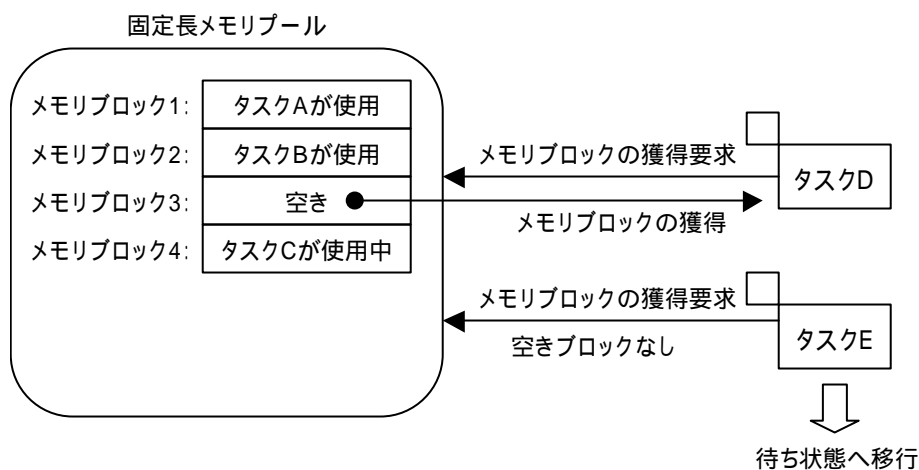 固定長メモリプール
メモリブロック1:
タスクAが使用
メモリブロック2:
タスクBが使用
メモリブロック3:
空き
メモリブロック4:
タスクCが使用中
メモリブロックの獲得要求
メモリブロックの獲得
タスクD
メモリブロックの獲得要求
空きブロックなし
タスクE
待ち状態へ移行